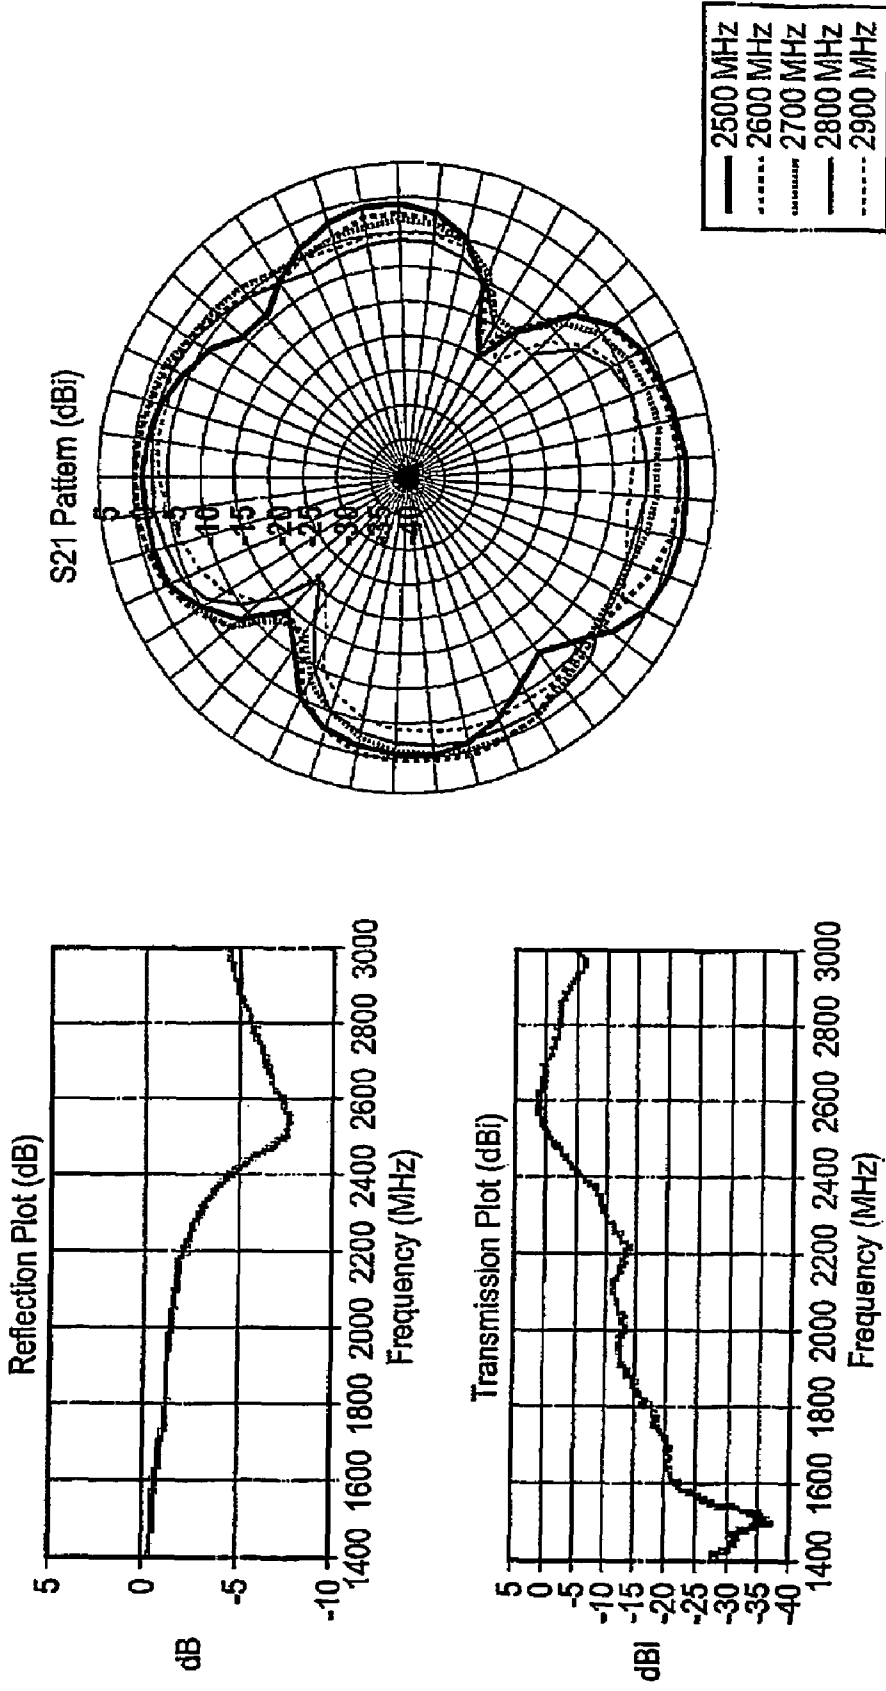 Reflection Plot (dB)
5
0
-5
-10
dB
1400 1600 1800 2000 2200 2400 2600 2800 3000
Frequency (MHz)
Transmission Plot (dBi)
5
0
-5
-10
-15
-20
-25
-30
-35
-40
dBi
1400 1600 1800 2000 2200 2400 2600 2800 3000
Frequency (MHz)
S21 Pattern (dBi)
5
0
-5
-10
-15
-20
-25
-30
-35
-40
2500 MHz
2600 MHz
2700 MHz
2800 MHz
2900 MHz